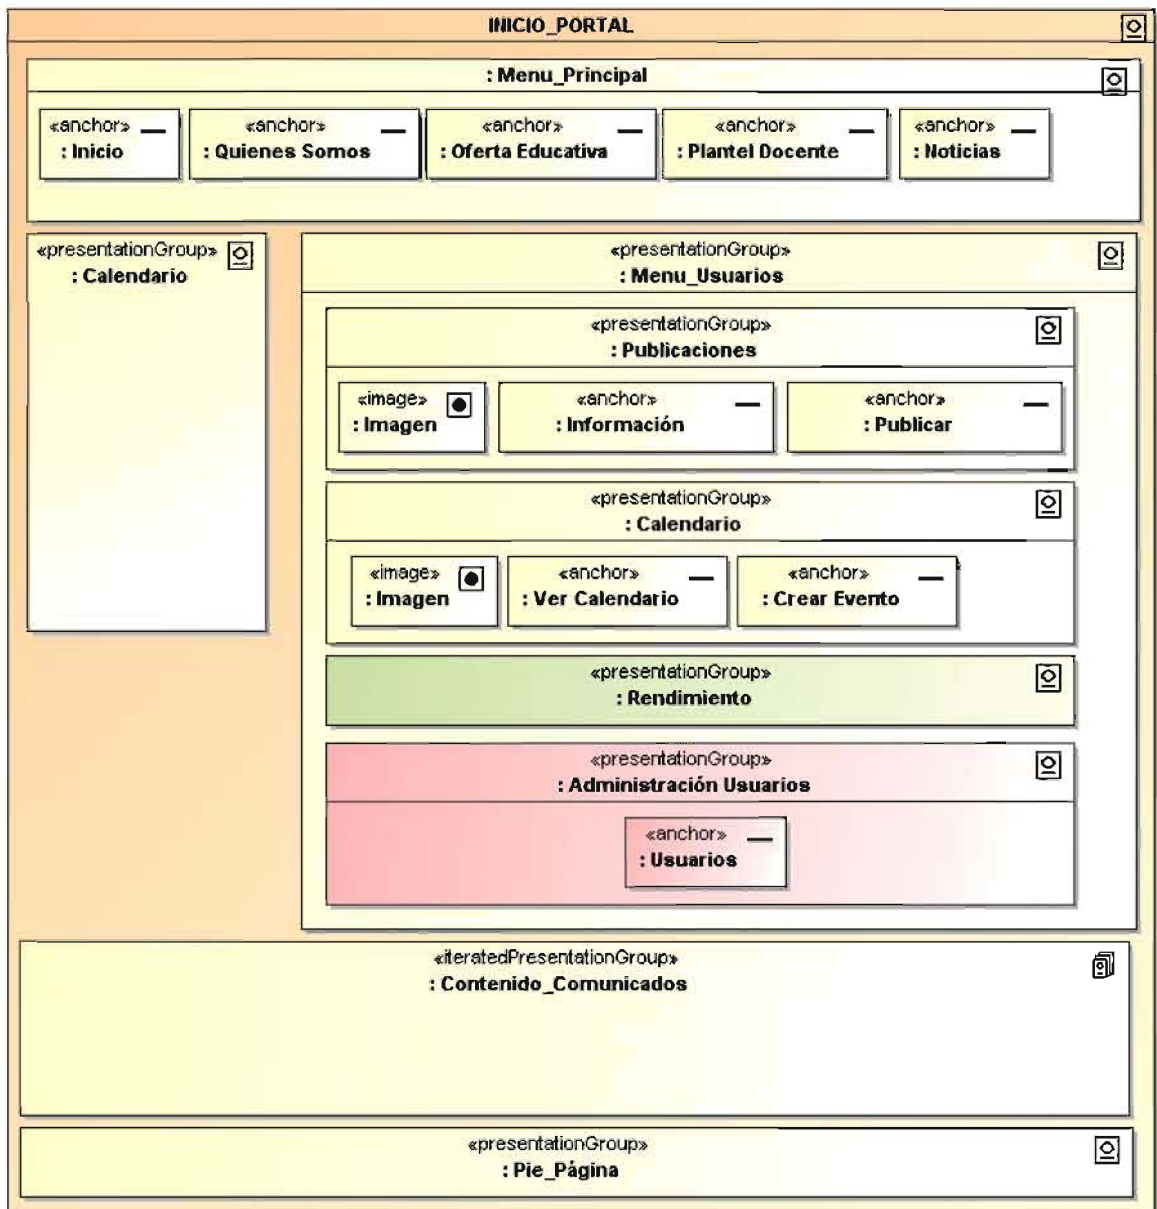 INICIO_PORTAL
: Menu_Principal
«anchor»
: Inicio
«anchor»
: Quienes Somos
«anchor»
: Oferta Educativa
«anchor»
: Plantel Docente
«anchor»
: Noticias
«presentationGroup»
: Calendario
«presentationGroup»
: Menu_Usuarios
«presentationGroup»
: Publicaciones
«image»
: Imagen
«anchor»
: Información
«anchor»
: Publicar
«presentationGroup»
: Calendario
«image»
: Imagen
«anchor»
: Ver Calendario
«anchor»
: Crear Evento
«presentationGroup»
: Rendimiento
«presentationGroup»
: Administración Usuarios
«anchor»
: Usuarios
«iteratedPresentationGroup»
: Contenido_Comunicados
«presentationGroup»
: Pie_Página